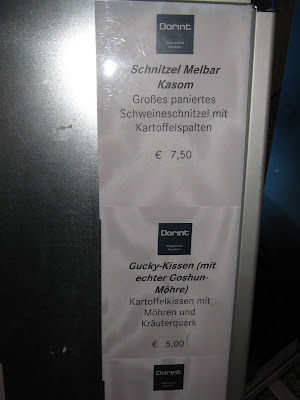 Dorint
Schnitzel Melbar
Kasom
Großes paniertes
Schweineschnitzel mit
Kartoffelspalten
€ 7,50
Dorint
Gucky-Kissen (mit
echter Goshun-
Möhre)
Kartoffelkissen mit
Möhren und
Kräuterquark
€ 5,00
Dorint